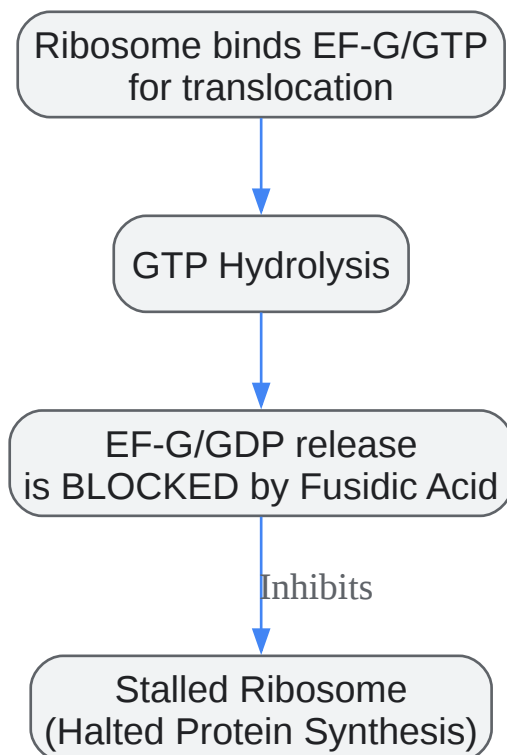 Ribosome binds EF-G/GTP
for translocation
GTP Hydrolysis
EF-G/GDP release
is BLOCKED by Fusidic Acid
Inhibits
Stalled Ribosome
(Halted Protein Synthesis)